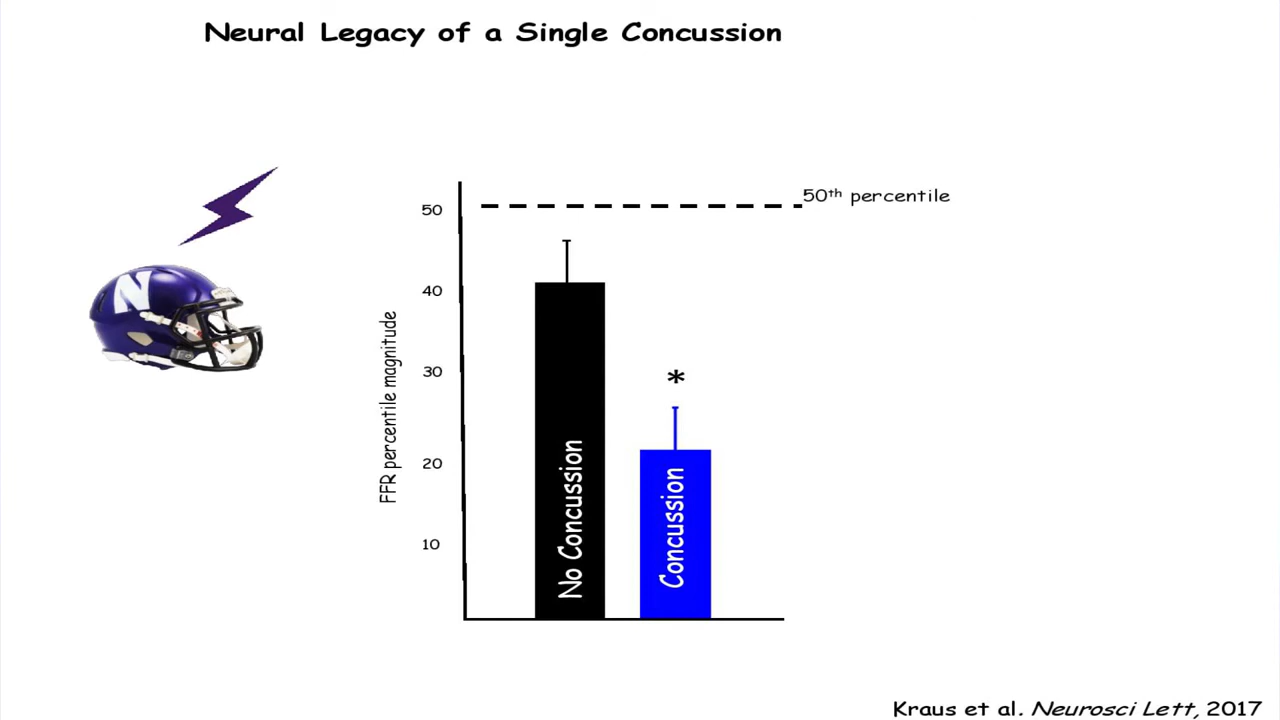 Neural Legacy of a Single Concussion
50th percentile
50
40
30
20
10
FFR percentile magnitude
N
*
No Concussion
Concussion
Kraus et al. Neurosci Lett, 2017